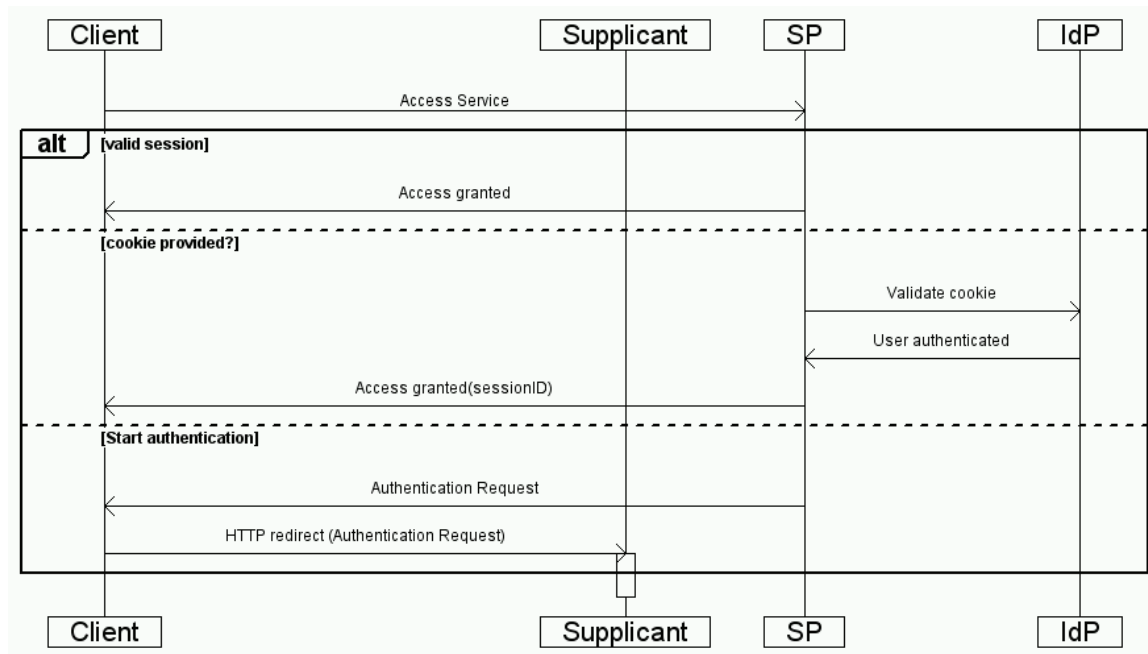 Client Supplicant SP IdP
Access Service
alt [valid session]
Access granted
[cookie provided?]
Validate cookie
User authenticated
Access granted(sessionID)
[Start authentication]
Authentication Request
HTTP redirect (Authentication Request)
Client Supplicant SP IdP